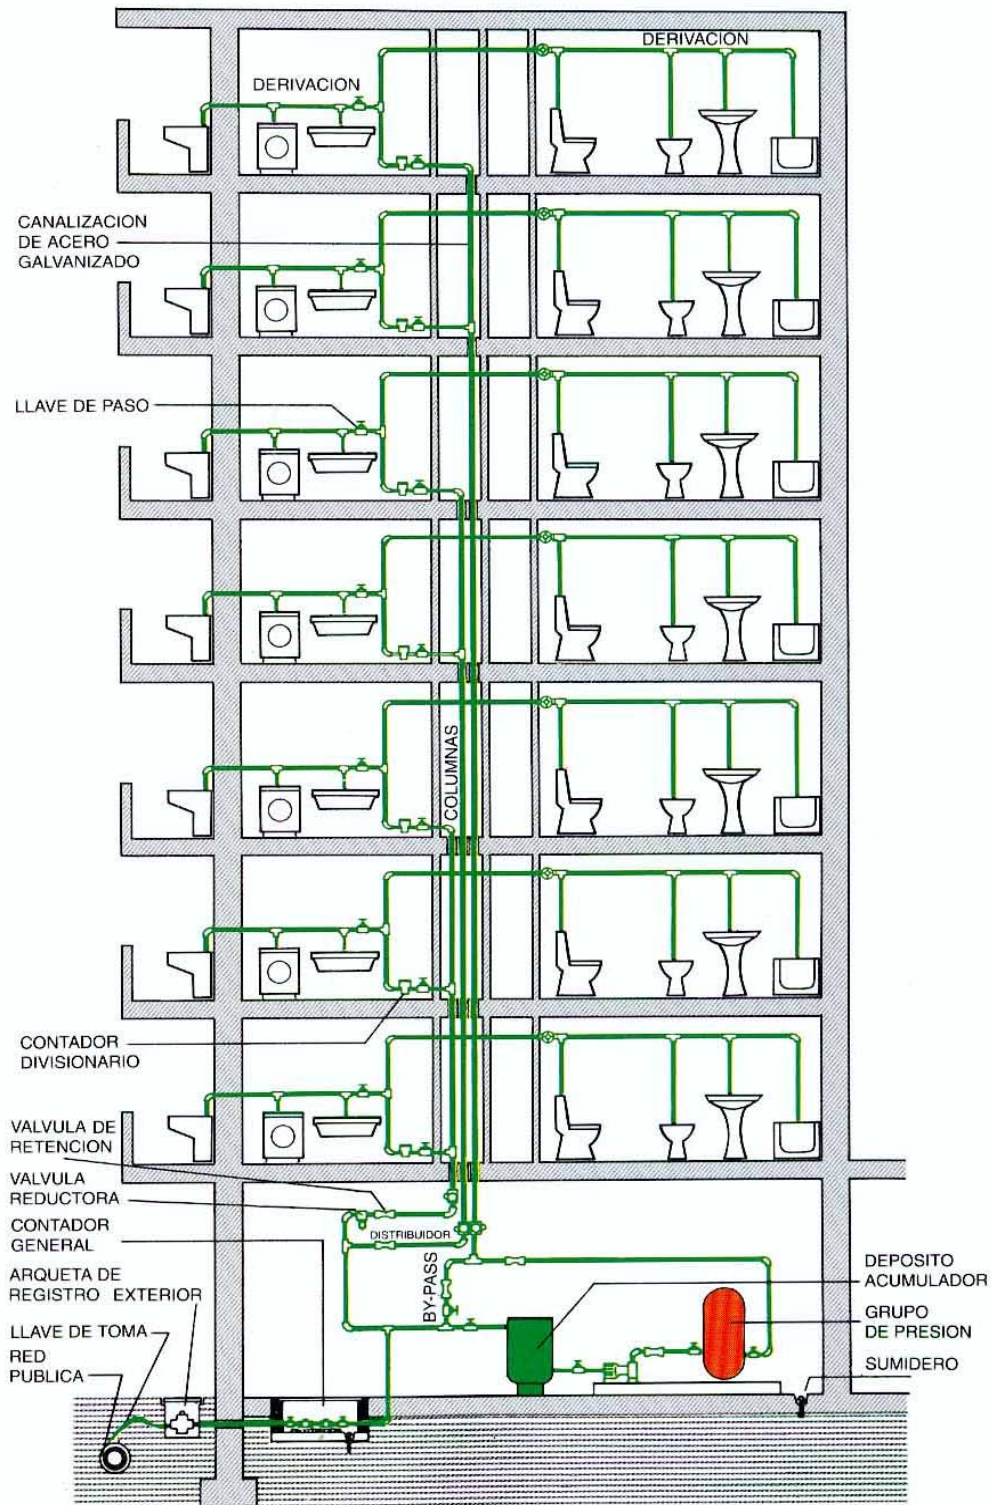 DERIVACION
DERIVACION
CANALIZACION
DE ACERO
GALVANIZADO
LLAVE DE PASO
COLUMNAS
CONTADOR
DIVISIONARIO
VALVULA DE
RETENCION
VALVULA
REDUCTORA
CONTADOR
GENERAL
DISTRIBUIDOR
ARQUETA DE
REGISTRO EXTERIOR
BY-PASS
LLAVE DE TOMA
RED
PUBLICA
DEPOSITO
ACUMULADOR
GRUPO
DE PRESION
SUMIDERO